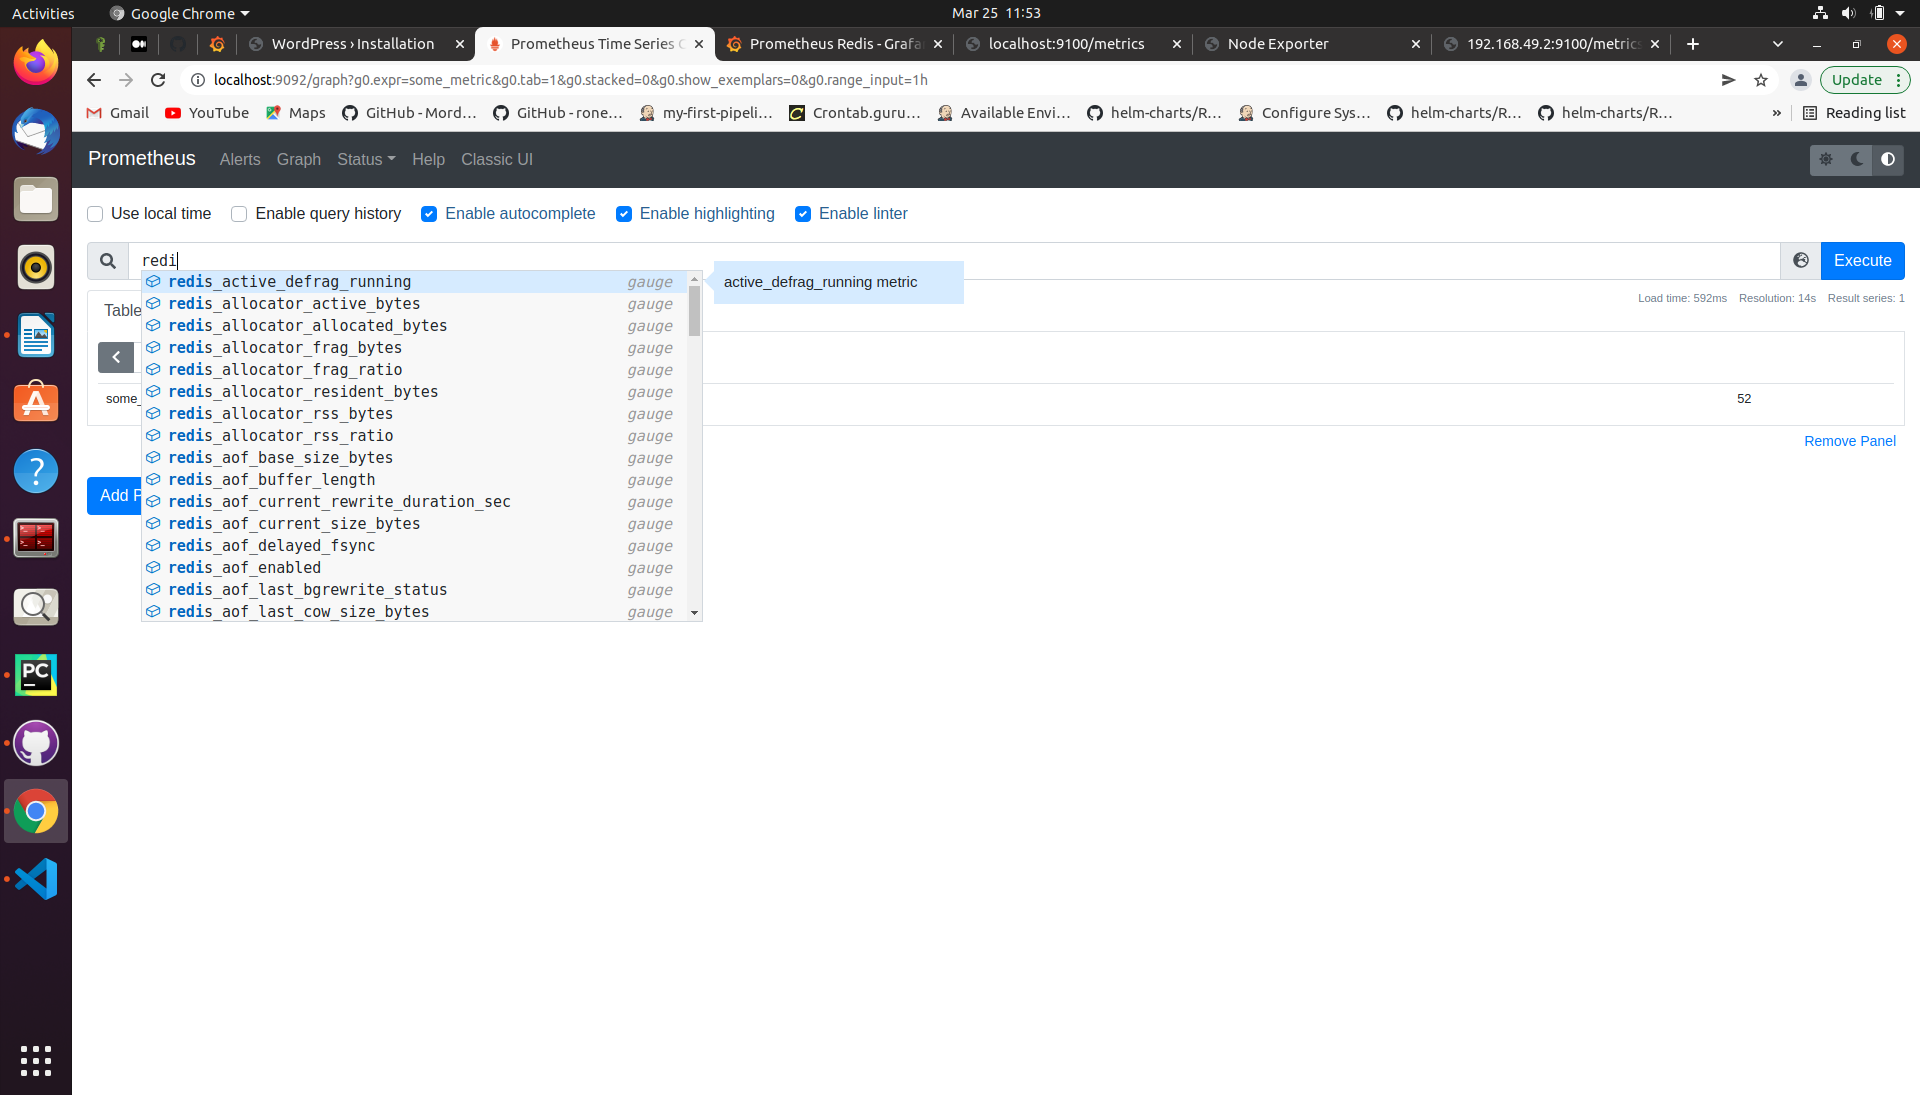 Activities Google Chrome Mar 25 11:53
WordPress › Installation Prometheus Time Series Prometheus Redis - Grafa localhost:9100/metrics Node Exporter 192.168.49.2:9100/metrics
localhost:9092/graph?g0.expr=some_metric&g0.tab=1&g0.stacked=0&g0.show_exemplars=0&g0.range_input=1h Update
Gmail YouTube Maps GitHub - Mord… GitHub - rone… my-first-pipeli… Crontab.guru… Available Envi… helm-charts/R… Configure Sys… helm-charts/R… helm-charts/R… » Reading list
Prometheus Alerts Graph Status Help Classic UI
Use local time Enable query history Enable autocomplete Enable highlighting Enable linter
redi Execute
redis_active_defrag_running gauge active_defrag_running metric
redis_allocator_active_bytes gauge
Load time: 592ms Resolution: 14s Result series: 1
Table
redis_allocator_allocated_bytes gauge
redis_allocator_frag_bytes gauge
redis_allocator_frag_ratio gauge
redis_allocator_resident_bytes gauge
some_ 52
redis_allocator_rss_bytes gauge
redis_allocator_rss_ratio gauge
Remove Panel
redis_aof_base_size_bytes gauge
redis_aof_buffer_length gauge
Add P
redis_aof_current_rewrite_duration_sec gauge
redis_aof_current_size_bytes gauge
redis_aof_delayed_fsync gauge
redis_aof_enabled gauge
redis_aof_last_bgrewrite_status gauge
redis_aof_last_cow_size_bytes gauge
PC